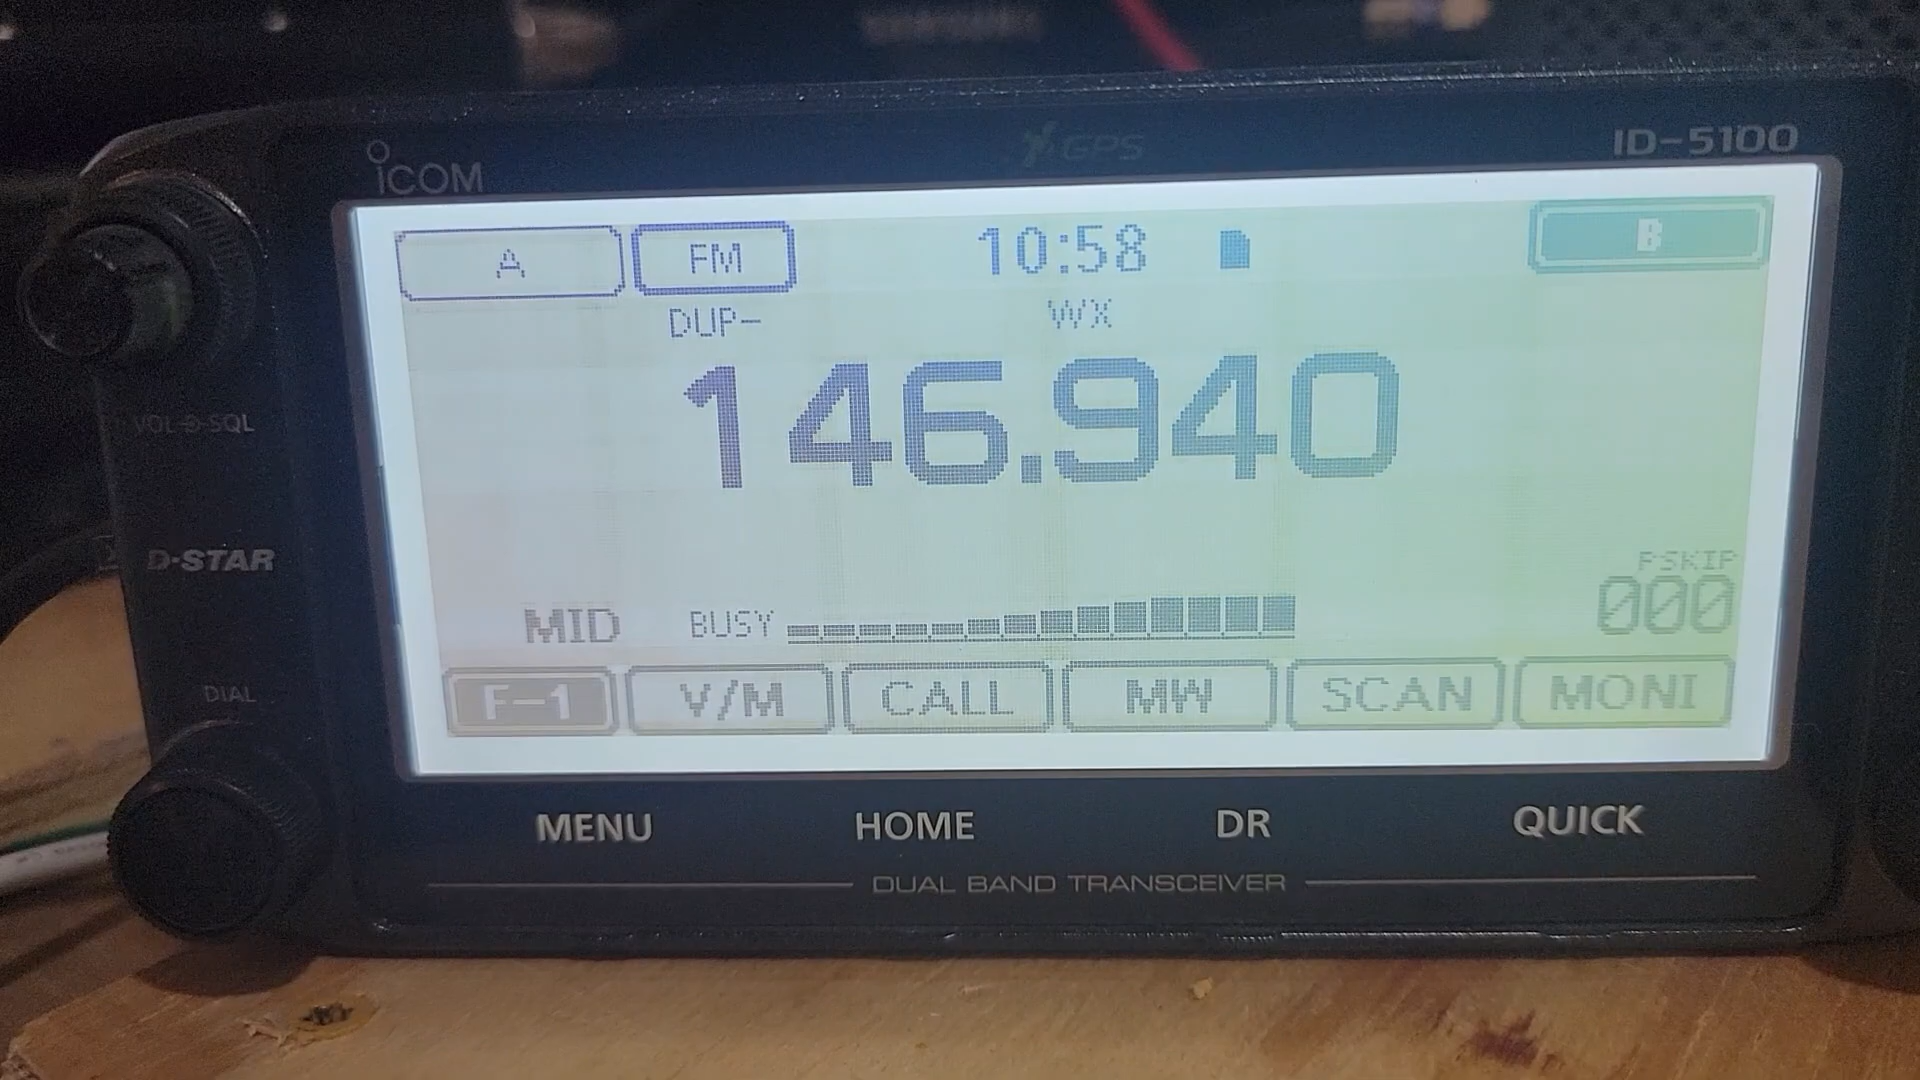 ICOM
GPS
ID-5100
A FM 10:58 B
DUP- WX
146.940
VOL SQL
D-STAR
PSKIP
000
MID BUSY
DIAL
F-1 V/M CALL MW SCAN MONI
MENU HOME DR QUICK
DUAL BAND TRANSCEIVER